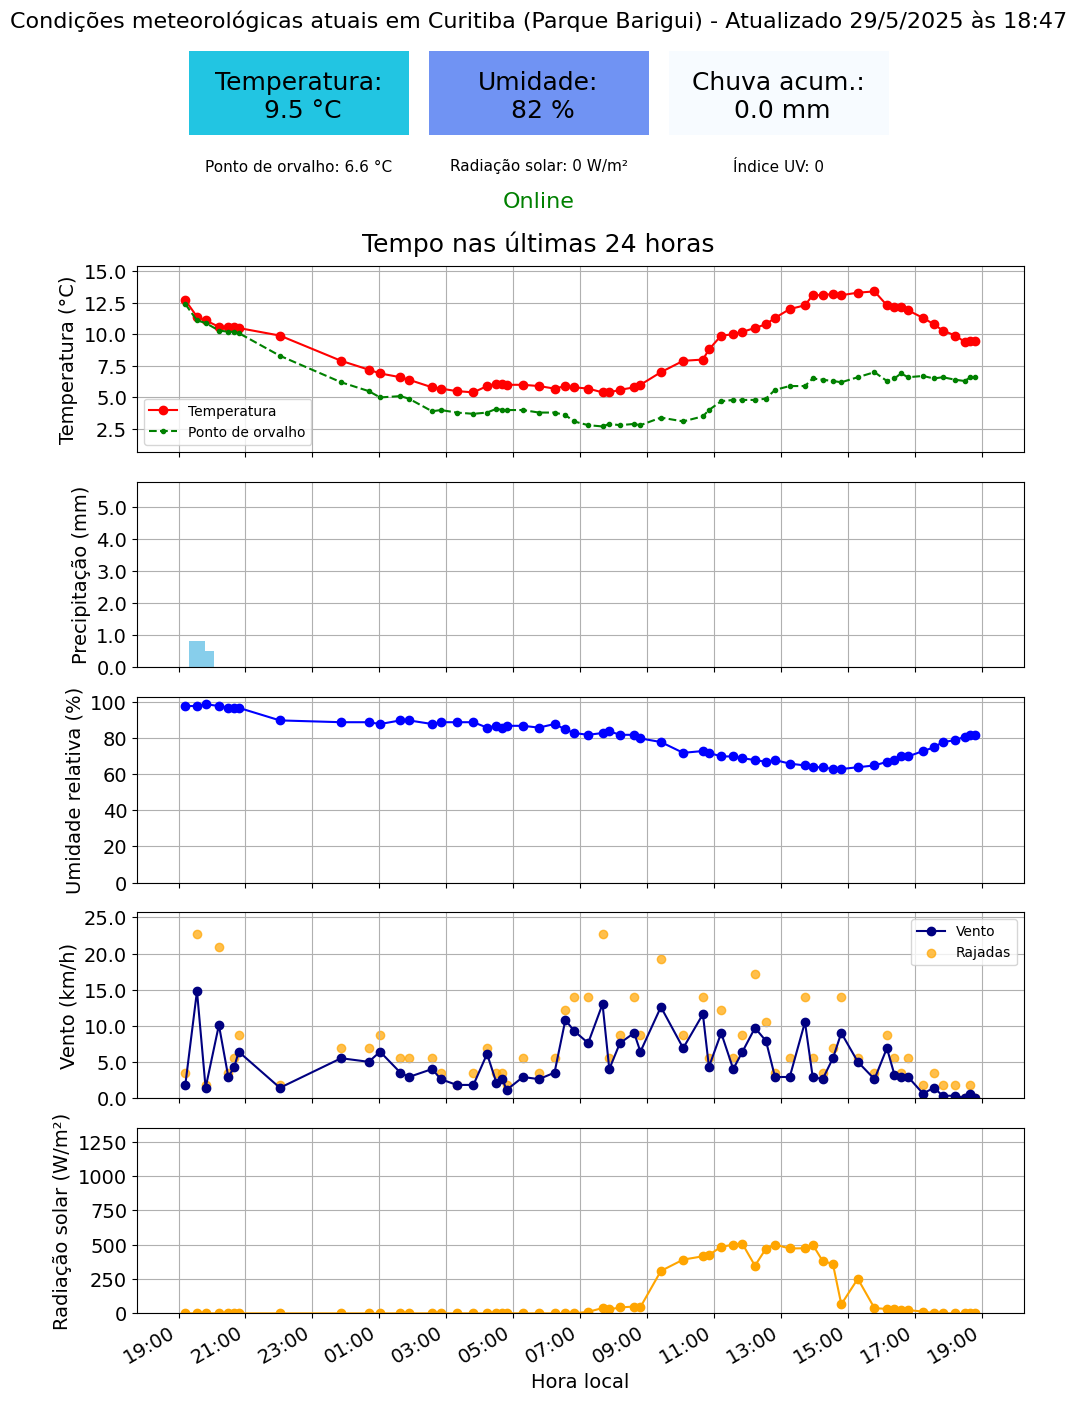 Condições meteorológicas atuais em Curitiba (Parque Barigui) - Atualizado 29/5/2025 às 18:47
Temperatura:
9.5 °C
Umidade:
82 %
Chuva acum.:
0.0 mm
Ponto de orvalho: 6.6 °C
Radiação solar: 0 W/m²
Índice UV: 0
Online
Tempo nas últimas 24 horas
Temperatura (°C)
15.0
12.5
10.0
7.5
5.0
2.5
Temperatura
Ponto de orvalho
Precipitação (mm)
5.0
4.0
3.0
2.0
1.0
0.0
Umidade relativa (%)
100
80
60
40
20
0
Vento (km/h)
25.0
20.0
15.0
10.0
5.0
0.0
Vento
Rajadas
Radiação solar (W/m²)
1250
1000
750
500
250
0
19:00
21:00
23:00
01:00
03:00
05:00
07:00
09:00
11:00
13:00
15:00
17:00
19:00
Hora local